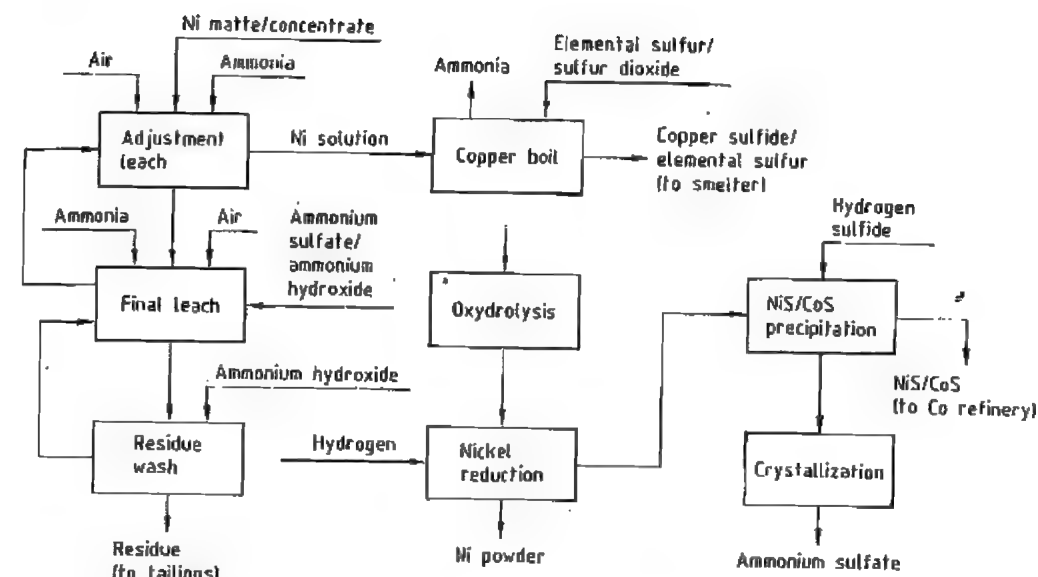 Ni matte/concentrate
Air
Ammonia
Adjustment
leach
Ni solution
Ammonia
Elemental sulfur/
sulfur dioxide
Copper boil
Copper sulfide/
elemental sulfur
(to smelter)
Ammonia
Air
Ammonium
sulfate/
ammonium
hydroxide
Final leach
Oxydrolysis
Hydrogen
sulfide
NiS/CoS
precipitation
NiS/CoS
(to Co refinery)
Ammonium hydroxide
Residue
wash
Hydrogen
Nickel
reduction
Crystallization
Residue
(to tailings)
Ni powder
Ammonium sulfate